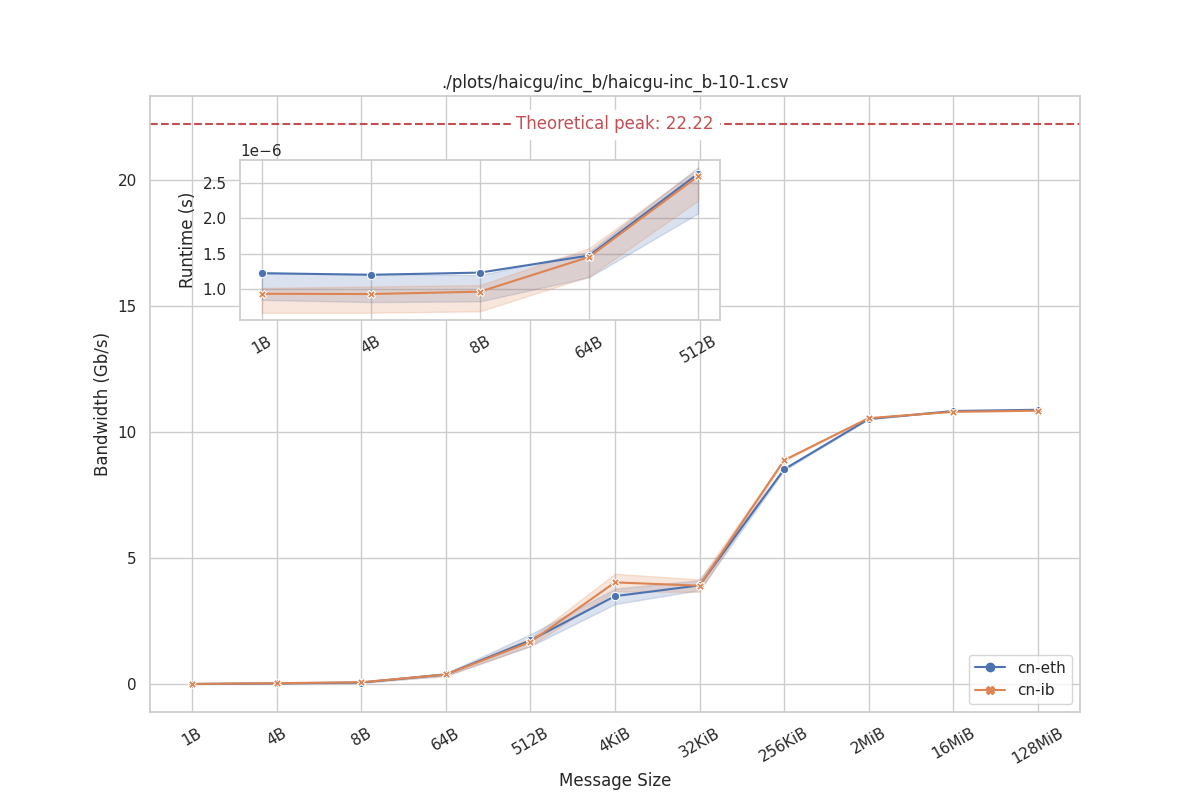 ./plots/haicgu/inc_b/haicgu-inc_b-10-1.csv
Theoretical peak: 22.22
1e−6
Runtime (s)
2.5
2.0
1.5
1.0
1B 4B 8B 64B 512B
Bandwidth (Gb/s)
20
15
10
5
0
cn-eth
cn-ib
1B 4B 8B 64B 512B 4KiB 32KiB 256KiB 2MiB 16MiB 128MiB
Message Size